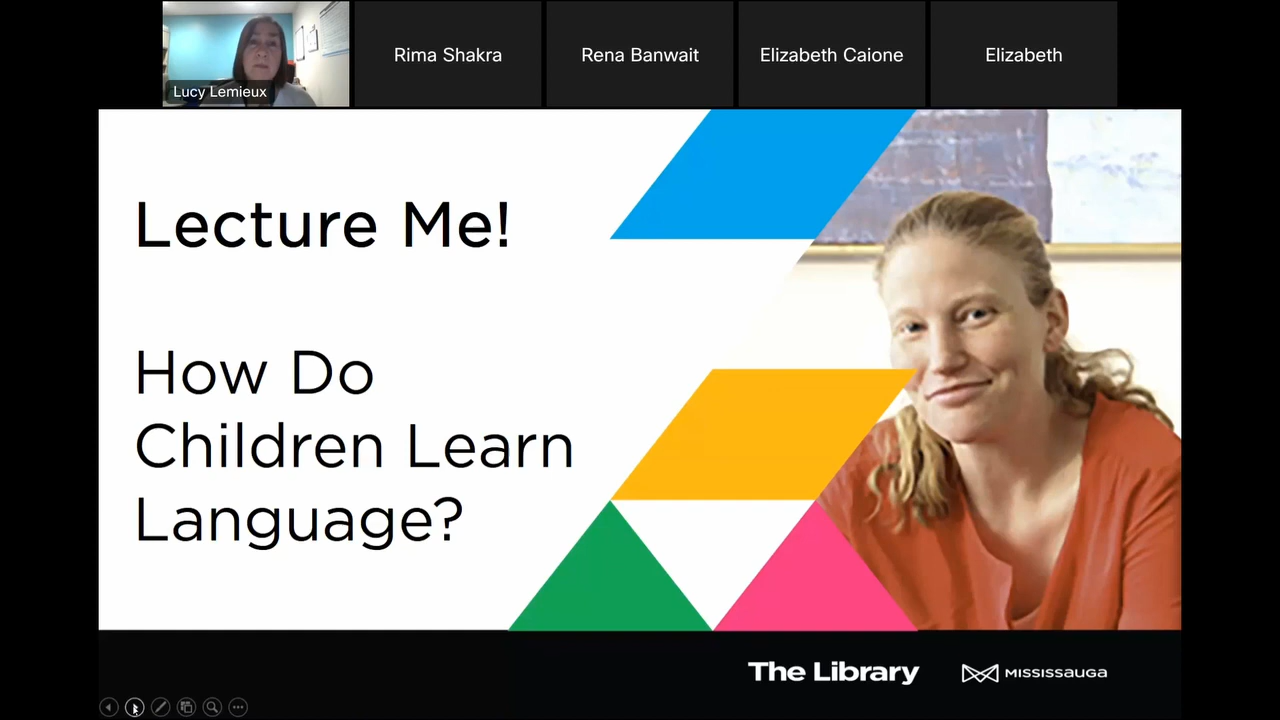 Lucy Lemieux
Rima Shakra
Rena Banwait
Elizabeth Caione
Elizabeth
Lecture Me!
How Do
Children Learn
Language?
The Library
MISSISSAUGA